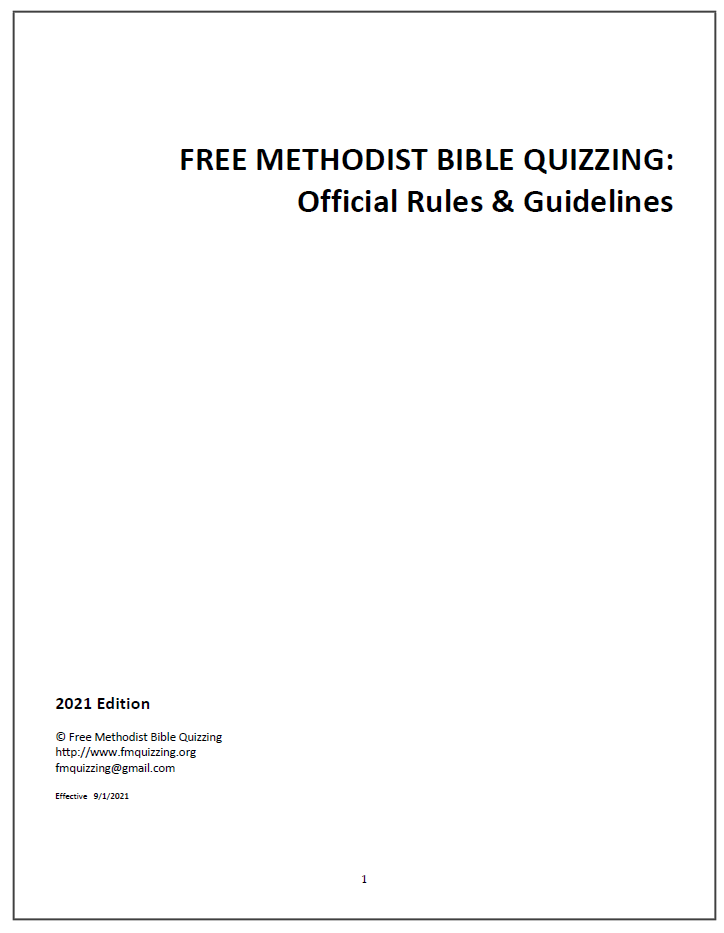 FREE METHODIST BIBLE QUIZZING:
Official Rules & Guidelines
2021 Edition
© Free Methodist Bible Quizzing
http://www.fmquizzing.org
fmquizzing@gmail.com
Effective 9/1/2021
1